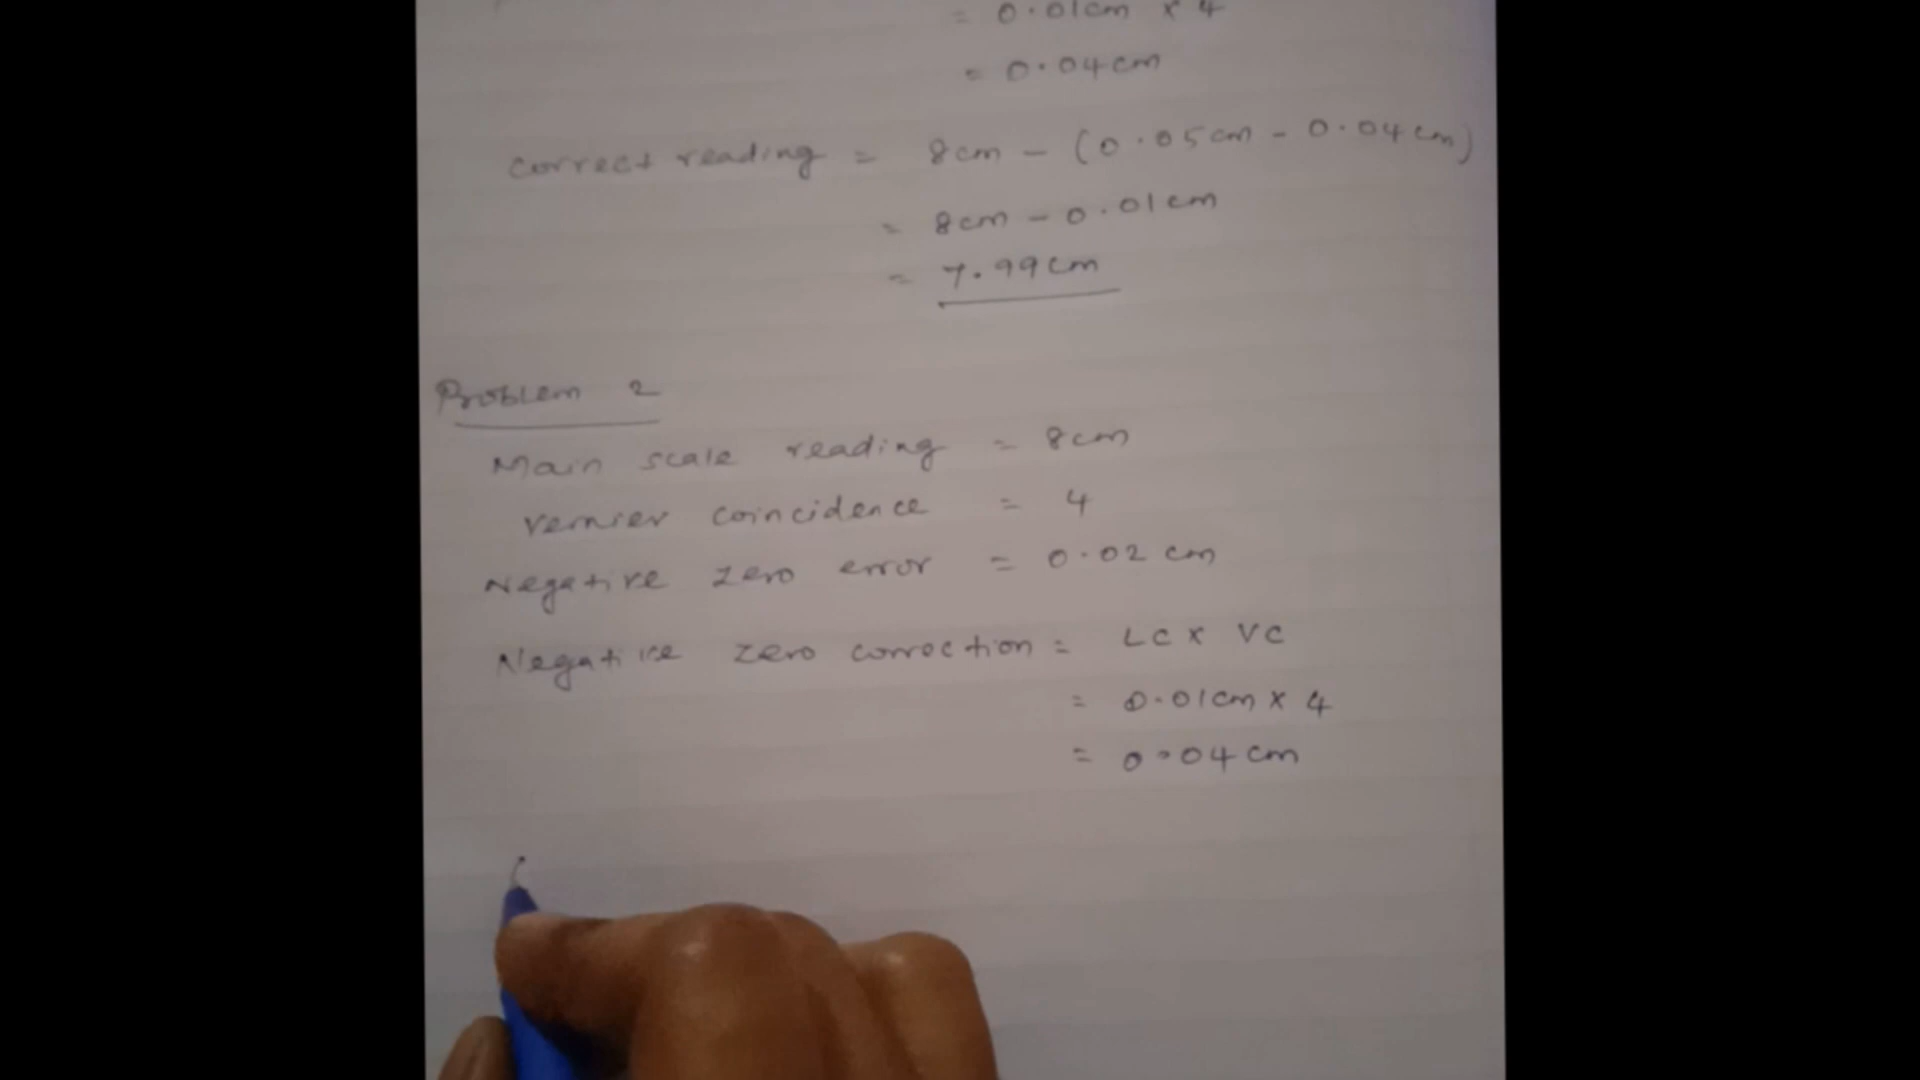 = 0.01cm × 4
= 0.04cm
correct reading = 8cm - (0.05cm - 0.04cm)
= 8cm - 0.01cm
= 7.99cm
Problem 2
Main scale reading = 8cm
Vernier coincidence = 4
Negative zero error = 0.02 cm
Negative zero correction = LC × VC
= 0.01cm × 4
= 0.04 cm